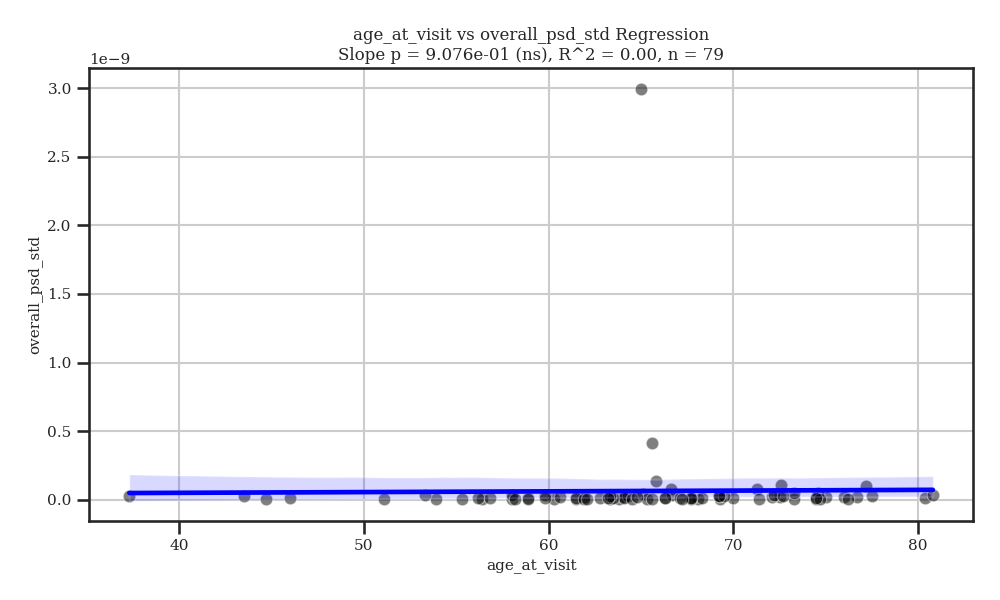 age_at_visit vs overall_psd_std Regression
Slope p = 9.076e-01 (ns), R^2 = 0.00, n = 79
1e−9
3.0
2.5
2.0
1.5
1.0
0.5
0.0
overall_psd_std
40 50 60 70 80
age_at_visit